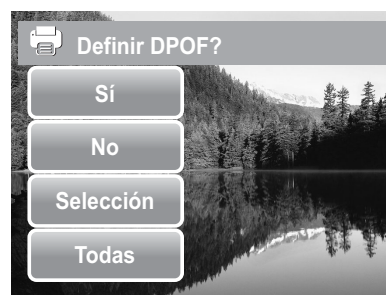 Definir DPOF?
Sí
No
Selección
Todas